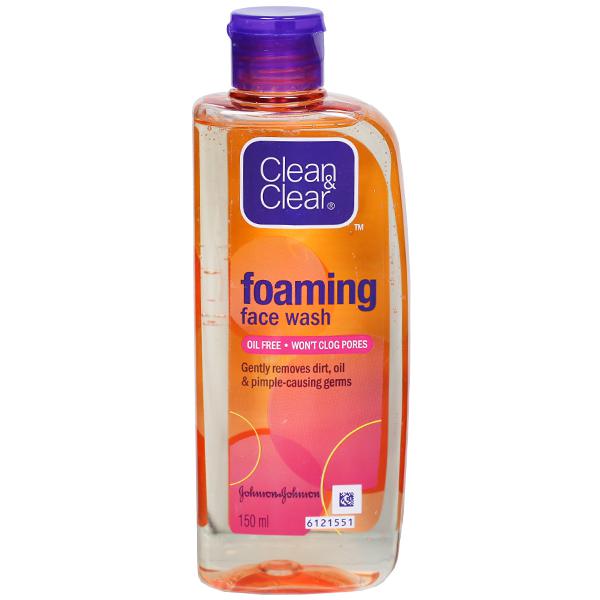 Clean &
Clear®
™
foaming
face wash
OIL FREE • WON'T CLOG PORES
Gently removes dirt, oil
& pimple-causing germs
Johnson&Johnson
150 ml
6121551